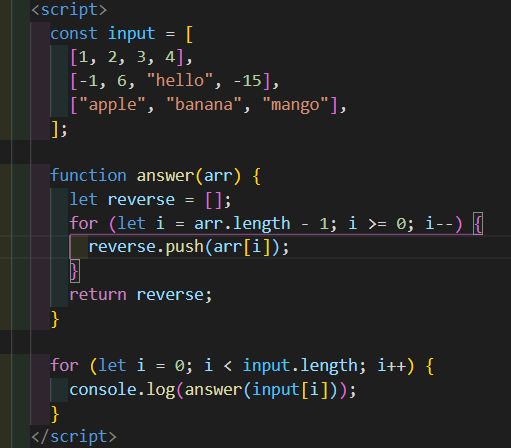 <script>
const input = [
[1, 2, 3, 4],
[-1, 6, "hello", -15],
["apple", "banana", "mango"],
];
function answer(arr) {
let reverse = [];
for (let i = arr.length - 1; i >= 0; i--) {
reverse.push(arr[i]);
}
return reverse;
}
for (let i = 0; i < input.length; i++) {
console.log(answer(input[i]));
}
</script>